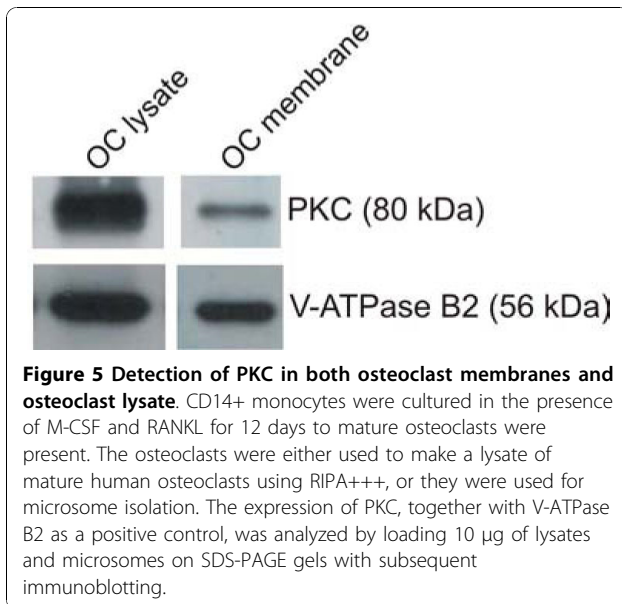 OC lysate
OC membrane
PKC (80 kDa)
V-ATPase B2 (56 kDa)
Figure 5 Detection of PKC in both osteoclast membranes and
osteoclast lysate. CD14+ monocytes were cultured in the presence
of M-CSF and RANKL for 12 days to mature osteoclasts were
present. The osteoclasts were either used to make a lysate of
mature human osteoclasts using RIPA+++, or they were used for
microsome isolation. The expression of PKC, together with V-ATPase
B2 as a positive control, was analyzed by loading 10 μg of lysates
and microsomes on SDS-PAGE gels with subsequent
immunoblotting.